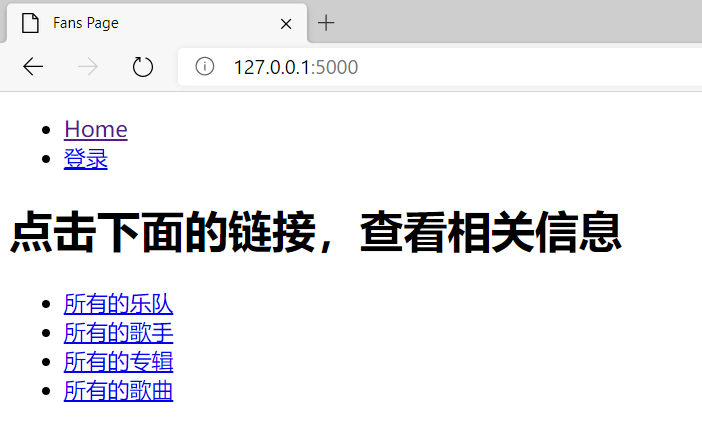 Fans Page
127.0.0.1:5000
Home
登录
点击下面的链接，查看相关信息
所有的乐队
所有的歌手
所有的专辑
所有的歌曲